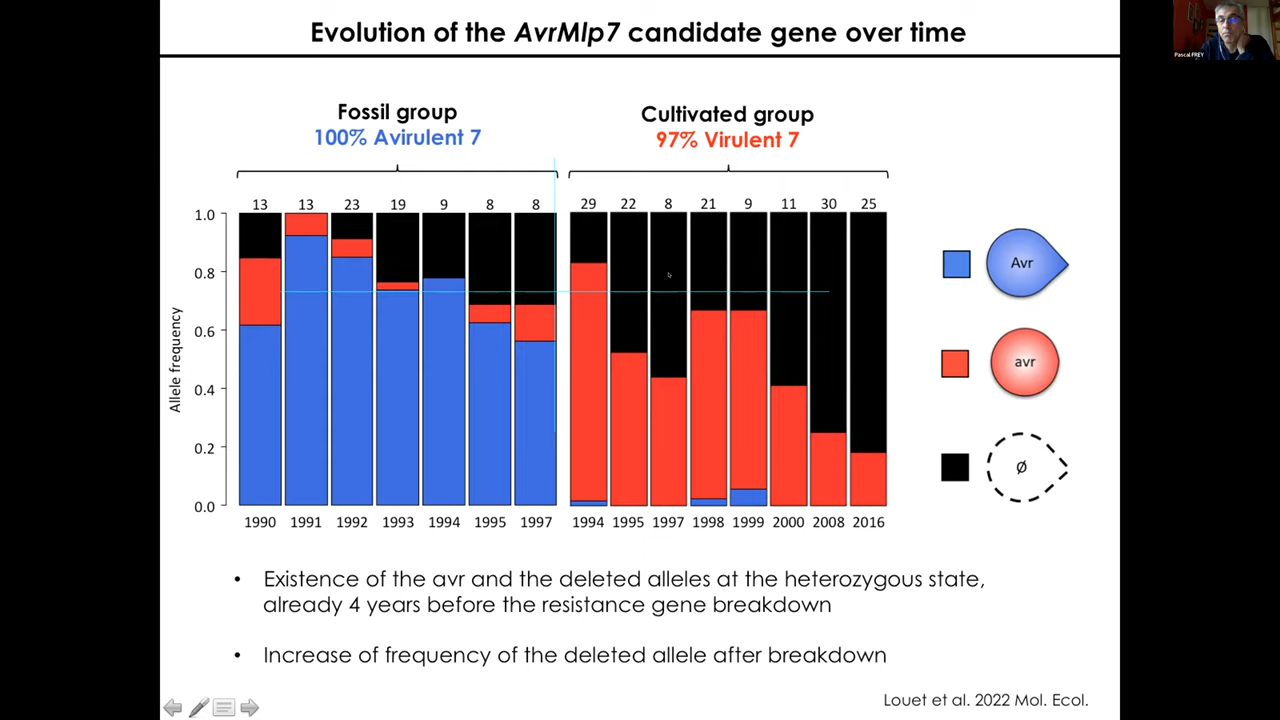 Evolution of the AvrMlp7 candidate gene over time
Pascal FREY
Fossil group
100% Avirulent 7
Cultivated group
97% Virulent 7
13 13 23 19 9 8 8 29 22 8 21 9 11 30 25
1.0
0.8
0.6
0.4
0.2
0.0
Allele frequency
1990 1991 1992 1993 1994 1995 1997 1994 1995 1997 1998 1999 2000 2008 2016
Avr
avr
Ø
• Existence of the avr and the deleted alleles at the heterozygous state,
already 4 years before the resistance gene breakdown
• Increase of frequency of the deleted allele after breakdown
Louet et al. 2022 Mol. Ecol.